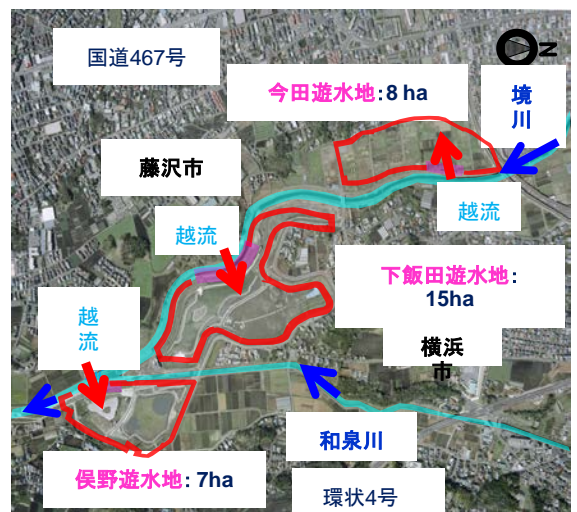 国道467号
N
今田遊水地：8 ha
境
川
藤沢市
越流
越流
下飯田遊水地：
15ha
越
流
横浜
市
和泉川
俣野遊水地：7ha
環状4号